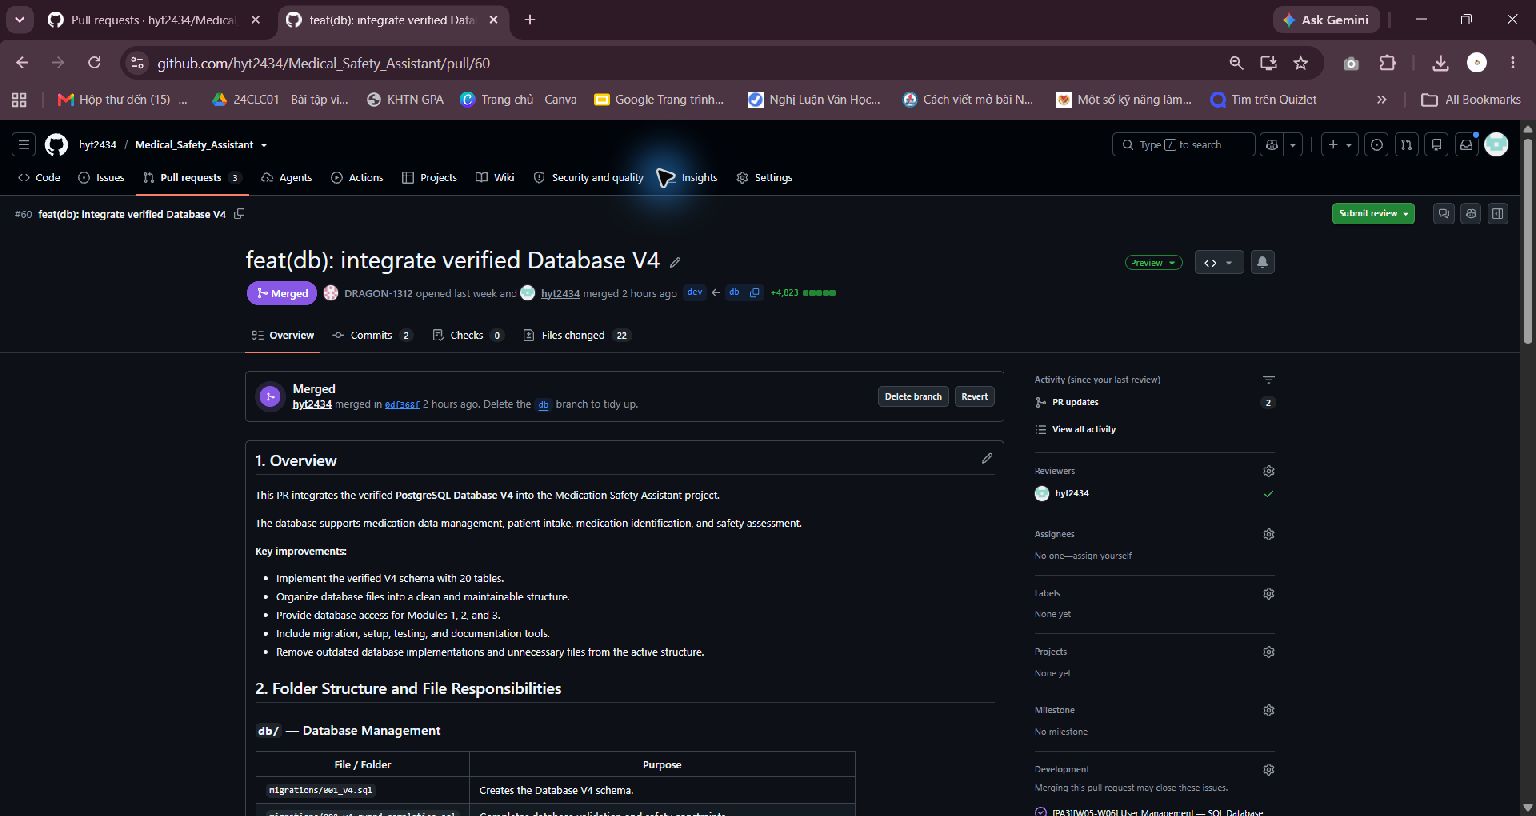 Pull requests · hyt2434/Medical
feat(db): integrate verified Data
Ask Gemini
github.com/hyt2434/Medical_Safety_Assistant/pull/60
Hộp thư đến (15) ...
24CLC01 Bài tập vi...
KHTN GPA
Trang chủ Canva
Google Trang trình...
Nghị Luận Văn Học...
Cách viết mở bài N...
Một số kỹ năng làm...
Tìm trên Quizlet
All Bookmarks
hyt2434 / Medical_Safety_Assistant
Type / to search
Code
Issues
Pull requests 3
Agents
Actions
Projects
Wiki
Security and quality
Insights
Settings
#60 feat(db): integrate verified Database V4
Submit review
feat(db): integrate verified Database V4
Preview
Merged DRAGON-1312 opened last week and hyt2434 merged 2 hours ago dev ← db +4,823
Overview
Commits 2
Checks 0
Files changed 22
Merged
hyt2434 merged in 2 hours ago. Delete the db branch to tidy up.
Delete branch
Revert
1. Overview
This PR integrates the verified PostgreSQL Database V4 into the Medication Safety Assistant project.
The database supports medication data management, patient intake, medication identification, and safety assessment.
Key improvements:
• Implement the verified V4 schema with 20 tables.
• Organize database files into a clean and maintainable structure.
• Provide database access for Modules 1, 2, and 3.
• Include migration, setup, testing, and documentation tools.
• Remove outdated database implementations and unnecessary files from the active structure.
2. Folder Structure and File Responsibilities
db/ — Database Management
File / Folder
Purpose
migrations/001_v4.sql
Creates the Database V4 schema.
Activity (since your last review)
PR updates 2
View all activity
Reviewers
hyt2434
Assignees
No one—assign yourself
Labels
None yet
Projects
None yet
Milestone
No milestone
Development
Merging this pull request may close these issues.
[PA3][W05-W06] User Management — SQL Database